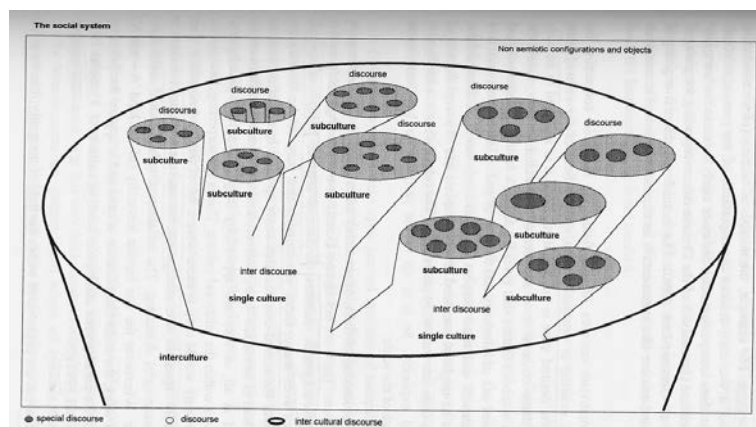 The social system
Non semiotic configurations and objects
discourse
discourse
discourse
discourse
discourse
discourse
subculture
subculture
subculture
subculture
subculture
subculture
subculture
subculture
subculture
subculture
inter discourse
single culture
inter discourse
single culture
interculture
special discourse
discourse
inter cultural discourse